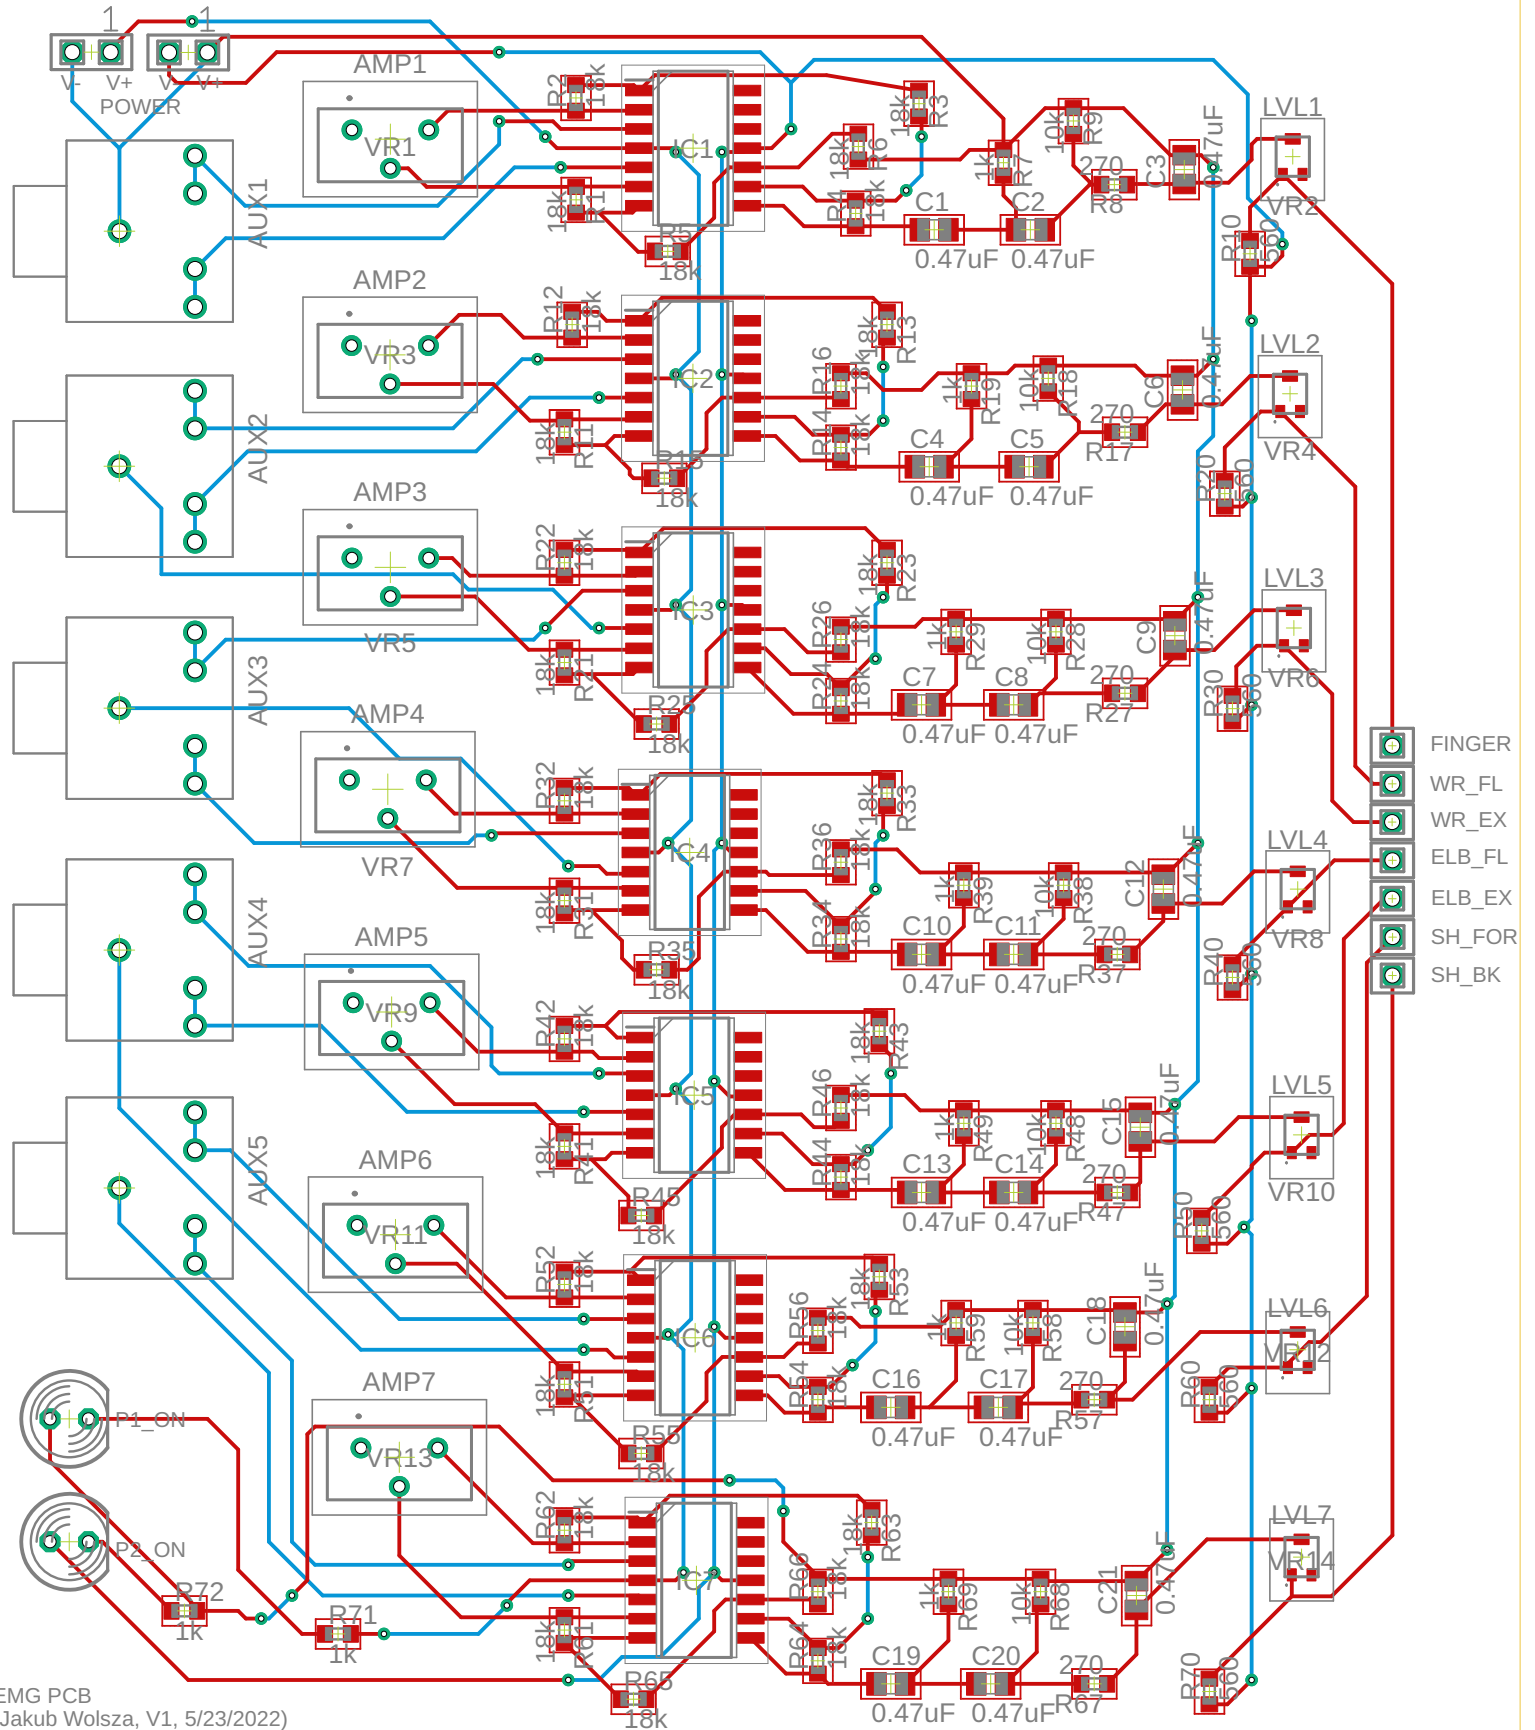 1 1
V- V+ V- V+
POWER
AMP1
VR1
AUX1
R2 18k
R1 18k
IC1
R5
18k
R3 18k
R6 18k
R4 18k
C1
0.47uF
C2
0.47uF
R7 1k
R9 10k
270
R8
C3 0.47uF
LVL1
VR2
R10 560
AMP2
VR3
AUX2
R12 18k
R11 18k
IC2
R15
18k
R13 18k
R16 18k
R14 18k
C4
0.47uF
C5
0.47uF
R19 1k
R18 10k
270
R17
C6 0.47uF
LVL2
VR4
R20 560
AMP3
VR5
AUX3
R22 18k
R21 18k
IC3
R25
18k
R23 18k
R26 18k
R24 18k
C7
0.47uF
C8
0.47uF
R29 1k
R28 10k
270
R27
C9 0.47uF
LVL3
VR6
R30 560
FINGER
WR_FL
WR_EX
ELB_FL
ELB_EX
SH_FOR
SH_BK
AMP4
VR7
AUX4
R32 18k
R31 18k
IC4
R35
18k
R33 18k
R36 18k
R34 18k
C10
0.47uF
C11
0.47uF
R39 1k
R38 10k
270
R37
C12 0.47uF
LVL4
VR8
R40 560
AMP5
VR9
AUX5
R42 18k
R41 18k
IC5
R45
18k
R43 18k
R46 18k
R44 18k
C13
0.47uF
C14
0.47uF
R49 1k
R48 10k
270
R47
C15 0.47uF
LVL5
VR10
R50 560
AMP6
VR11
R52 18k
R51 18k
IC6
R55
18k
R53 18k
R56 18k
R54 18k
C16
0.47uF
C17
0.47uF
R59 1k
R58 10k
270
R57
C18 0.47uF
LVL6
VR12
R60 560
P1_ON
P2_ON
R72
1k
R71
1k
AMP7
VR13
R62 18k
R61 18k
IC7
R65
18k
R63 18k
R66 18k
R64 18k
C19
0.47uF
C20
0.47uF
R69 1k
R68 10k
270
R67
C21 0.47uF
LVL7
VR14
R70 560
EMG PCB
(Jakub Wolsza, V1, 5/23/2022)